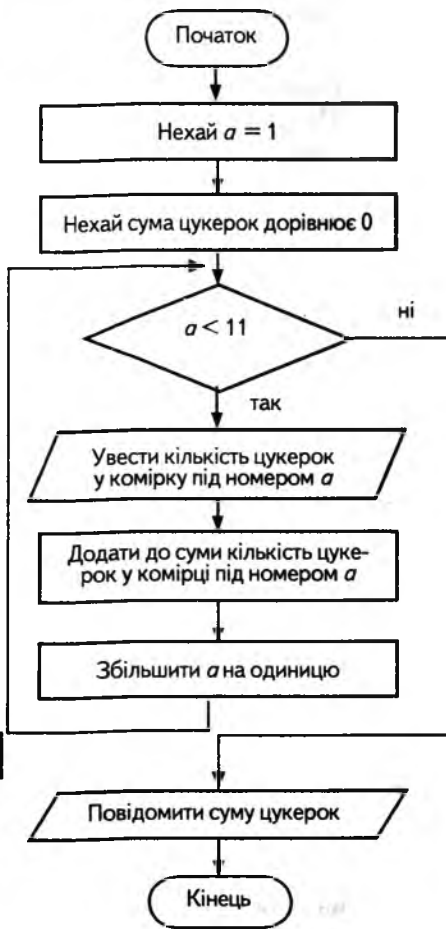 Початок
Нехай a = 1
Нехай сума цукерок дорівнює 0
a < 11
ні
так
Увести кількість цукерок
у комірку під номером a
Додати до суми кількість цуке-
рок у комірці під номером a
Збільшити a на одиницю
Повідомити суму цукерок
Кінець